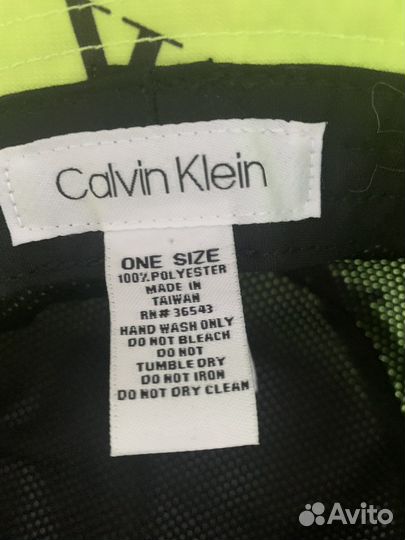 Calvin Klein
ONE SIZE
100% POLYESTER
MADE IN
TAIWAN
RN# 36543
HAND WASH ONLY
DO NOT BLEACH
DO NOT
TUMBLE DRY
DO NOT IRON
DO NOT DRY CLEAN
Avito